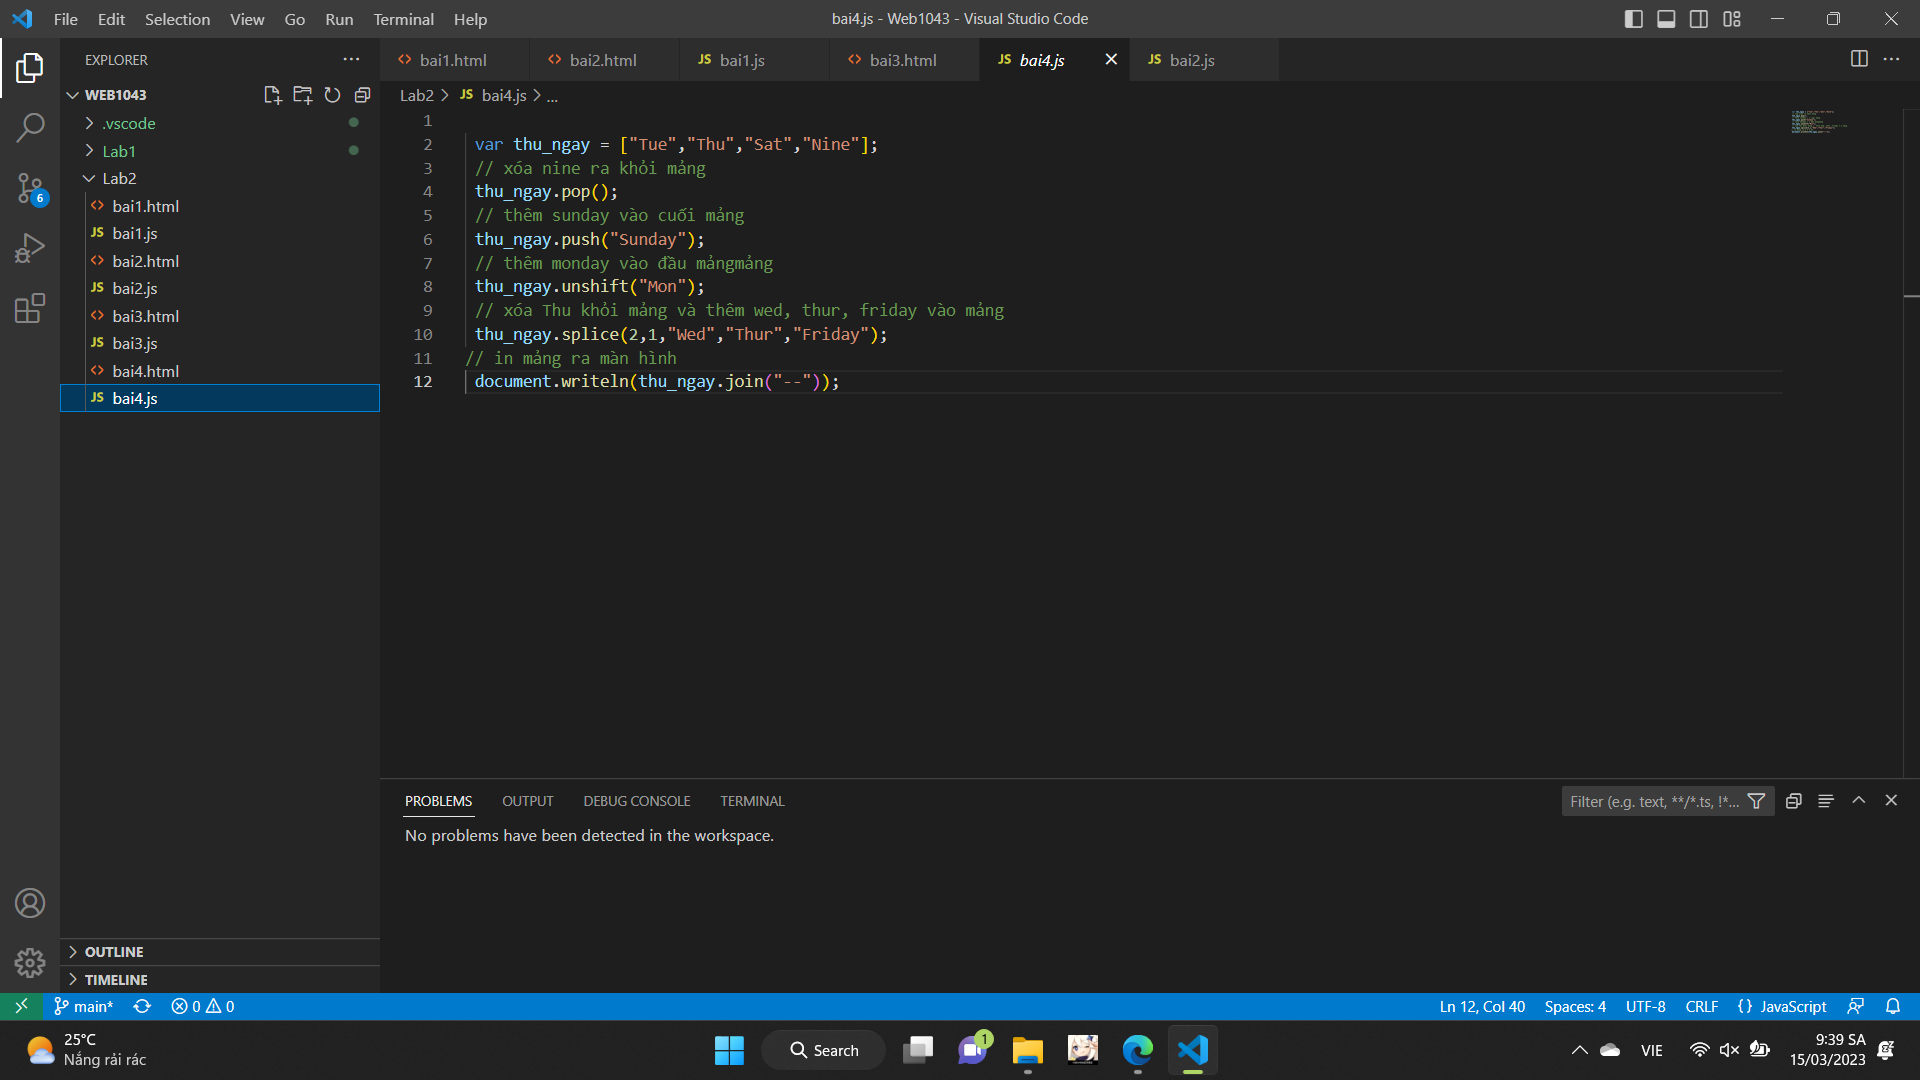 File Edit Selection View Go Run Terminal Help
bai4.js - Web1043 - Visual Studio Code
EXPLORER
bai1.html
bai2.html
JS bai1.js
bai3.html
JS bai4.js
JS bai2.js
WEB1043
Lab2 > JS bai4.js > ...
.vscode
Lab1
Lab2
bai1.html
JS bai1.js
bai2.html
JS bai2.js
bai3.html
JS bai3.js
bai4.html
JS bai4.js
6
1
2 var thu_ngay = ["Tue","Thu","Sat","Nine"];
3 // xóa nine ra khỏi mảng
4 thu_ngay.pop();
5 // thêm sunday vào cuối mảng
6 thu_ngay.push("Sunday");
7 // thêm monday vào đầu mảngmảng
8 thu_ngay.unshift("Mon");
9 // xóa Thu khỏi mảng và thêm wed, thur, friday vào mảng
10 thu_ngay.splice(2,1,"Wed","Thur","Friday");
11 // in mảng ra màn hình
12 document.writeln(thu_ngay.join("--"));
PROBLEMS OUTPUT DEBUG CONSOLE TERMINAL
Filter (e.g. text, **/*.ts, !*...
No problems have been detected in the workspace.
OUTLINE
TIMELINE
main* 0 0
Ln 12, Col 40 Spaces: 4 UTF-8 CRLF {} JavaScript
25°C
Nắng rải rác
Search
1
VIE
9:39 SA
15/03/2023